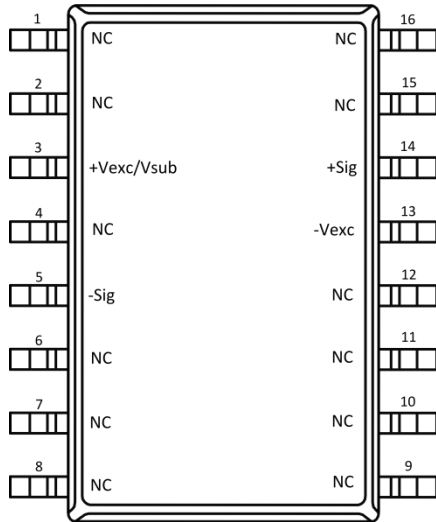 1 NC NC 16
2 NC NC 15
3 +Vexc/Vsub +Sig 14
4 NC -Vexc 13
5 -Sig NC 12
6 NC NC 11
7 NC NC 10
8 NC NC 9